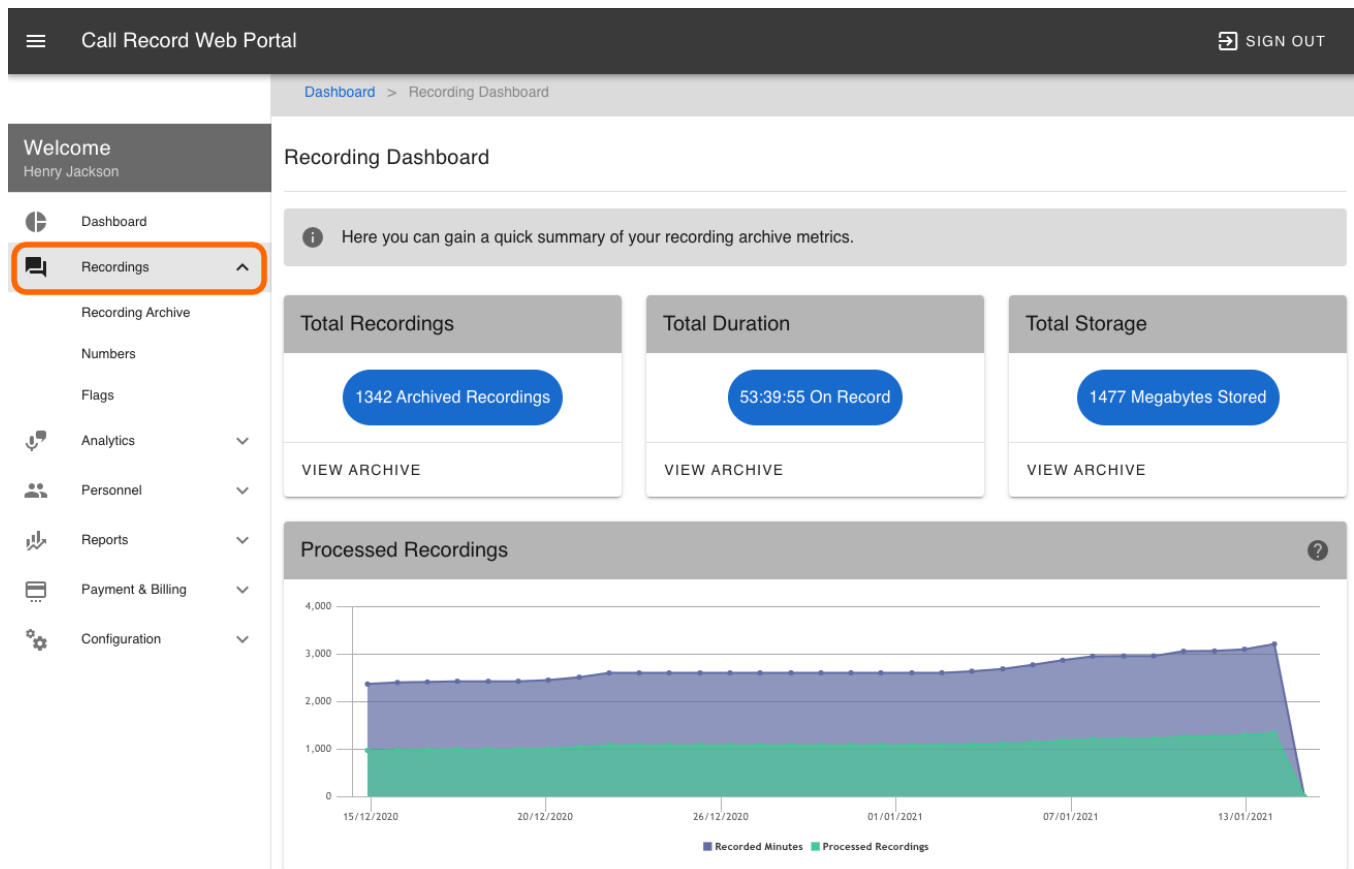 Call Record Web Portal
SIGN OUT
Dashboard > Recording Dashboard
Welcome
Henry Jackson
Dashboard
Recordings
Recording Archive
Numbers
Flags
Analytics
Personnel
Reports
Payment & Billing
Configuration
Recording Dashboard
Here you can gain a quick summary of your recording archive metrics.
Total Recordings
1342 Archived Recordings
VIEW ARCHIVE
Total Duration
53:39:55 On Record
VIEW ARCHIVE
Total Storage
1477 Megabytes Stored
VIEW ARCHIVE
Processed Recordings
4,000
3,000
2,000
1,000
0
15/12/2020 20/12/2020 26/12/2020 01/01/2021 07/01/2021 13/01/2021
Recorded Minutes Processed Recordings